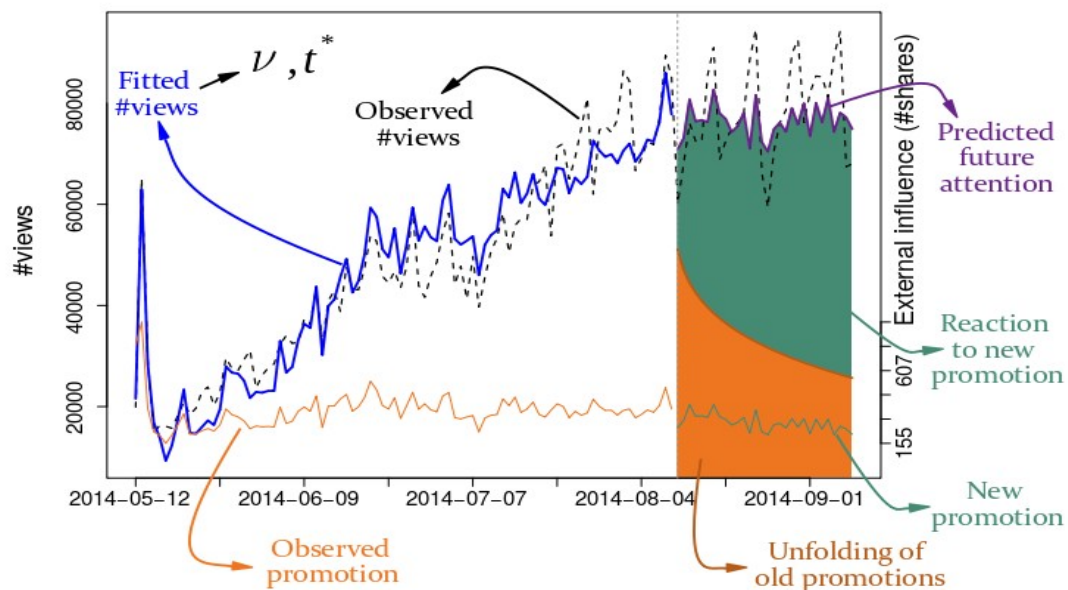 Fitted
#views
ν , t*
Observed
#views
Predicted
future
attention
Reaction
to new
promotion
New
promotion
Unfolding of
old promotions
Observed
promotion
#views
80000
60000
40000
20000
External influence (#shares)
607
155
2014–05–12
2014–06–09
2014–07–07
2014–08–04
2014–09–01